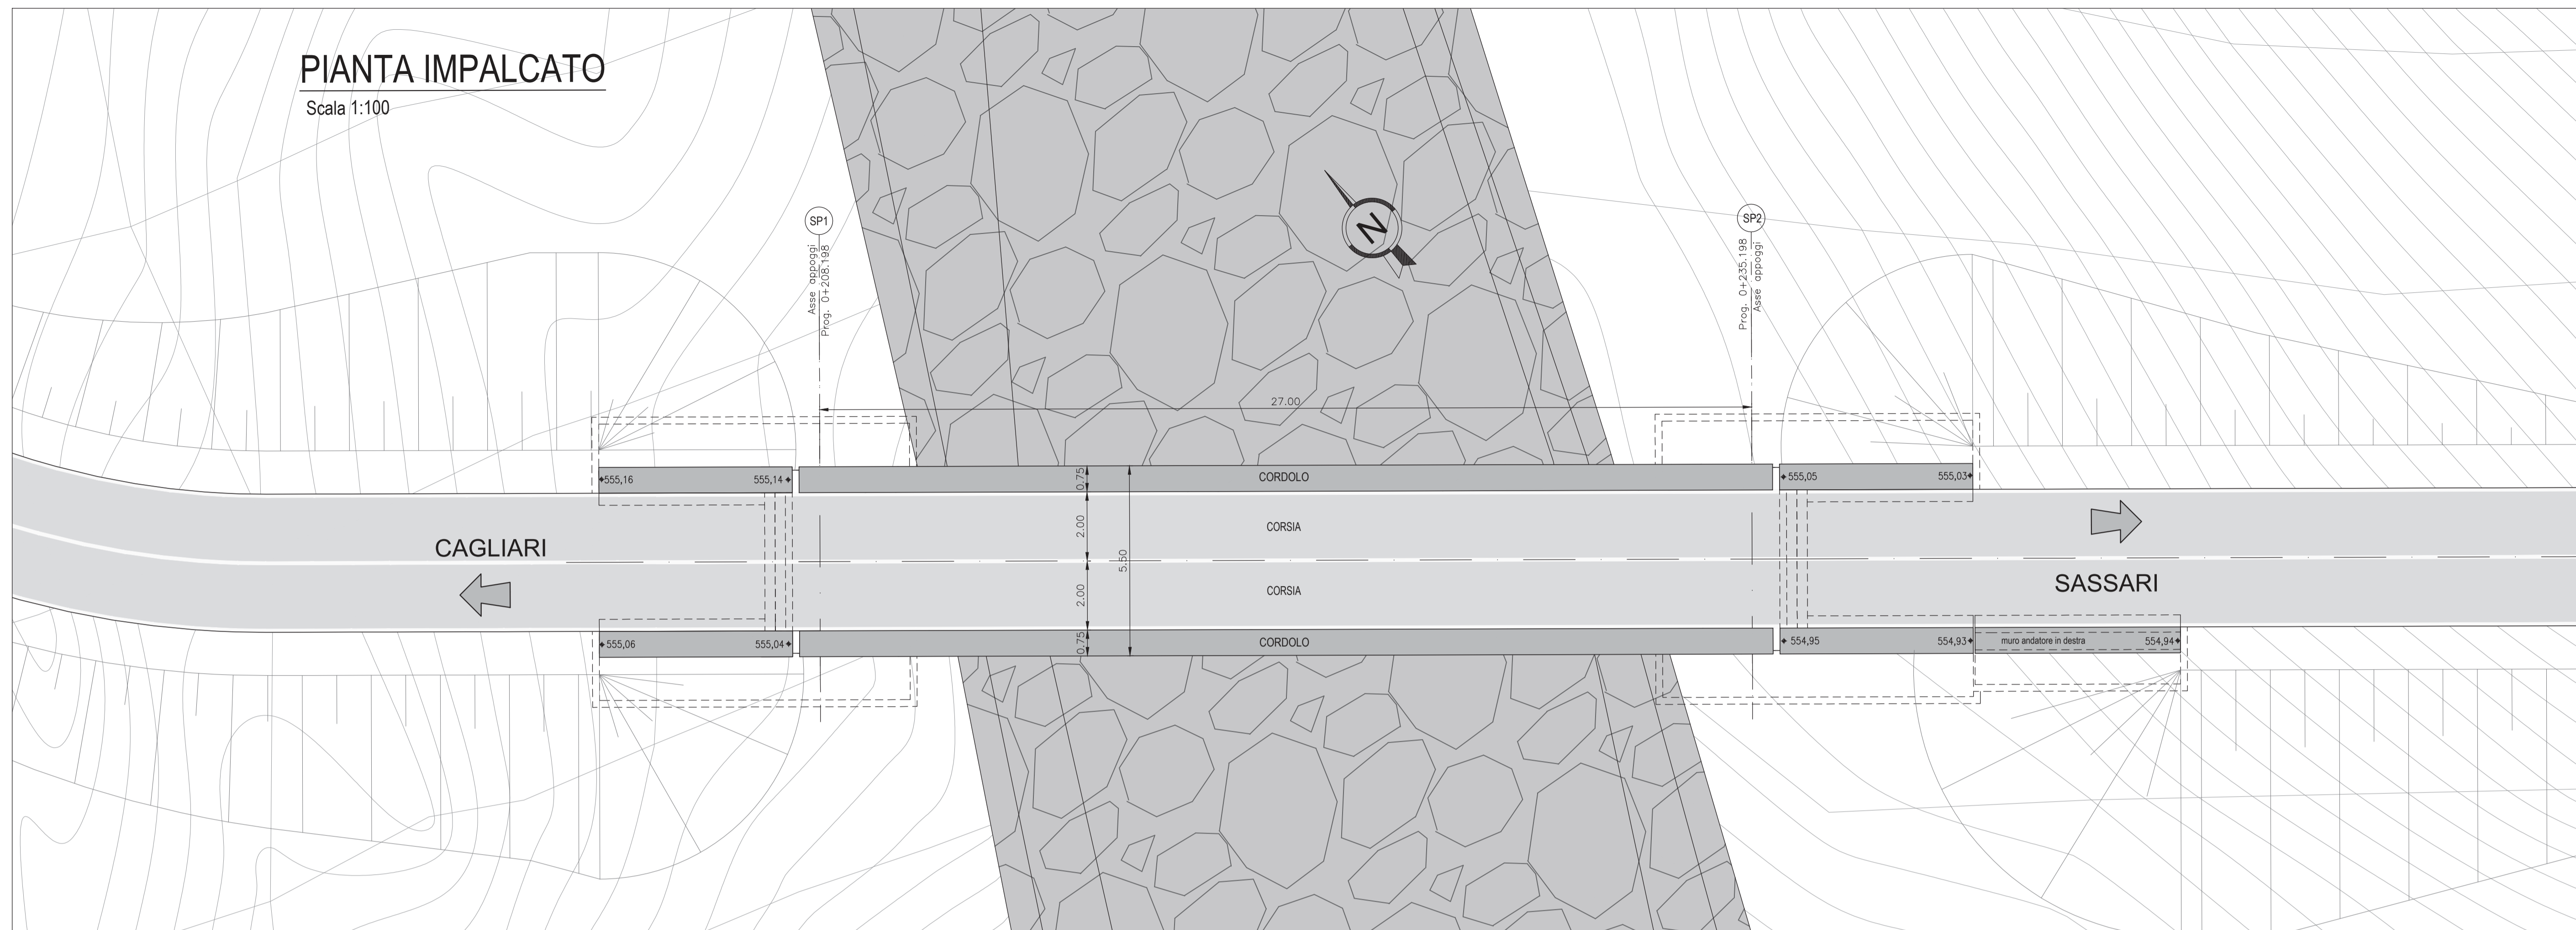 PIANTA IMPALCATO
Scala 1:100
SP1
Asse appoggi
Prog. 0+208.198
N
SP2
Prog. 0+235.198
Asse appoggi
27.00
555,16
555,14
0.75
CORDOLO
555,05
555,03
2.00
CORSIA
CAGLIARI
5.50
2.00
CORSIA
SASSARI
555,06
555,04
0.75
CORDOLO
554,95
554,93
muro andatore in destra
554,94